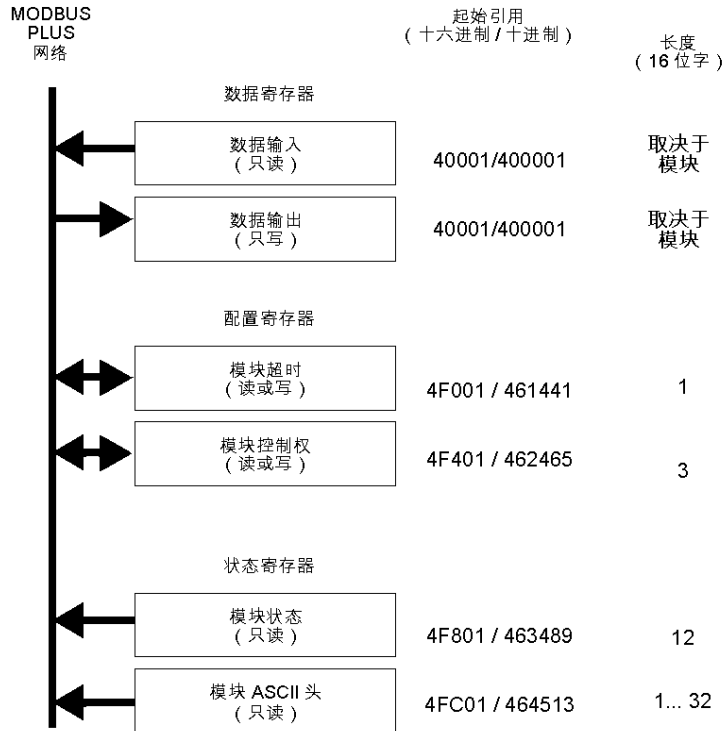 MODBUS
PLUS
网络
起始引用
(十六进制 / 十进制)
长度
(16 位字)
数据寄存器
数据输入
(只读)
40001/400001
取决于
模块
数据输出
(只写)
40001/400001
取决于
模块
配置寄存器
模块超时
(读或写)
4F001 / 461441
1
模块控制权
(读或写)
4F401 / 462465
3
状态寄存器
模块状态
(只读)
4F801 / 463489
12
模块 ASCII 头
(只读)
4FC01 / 464513
1... 32